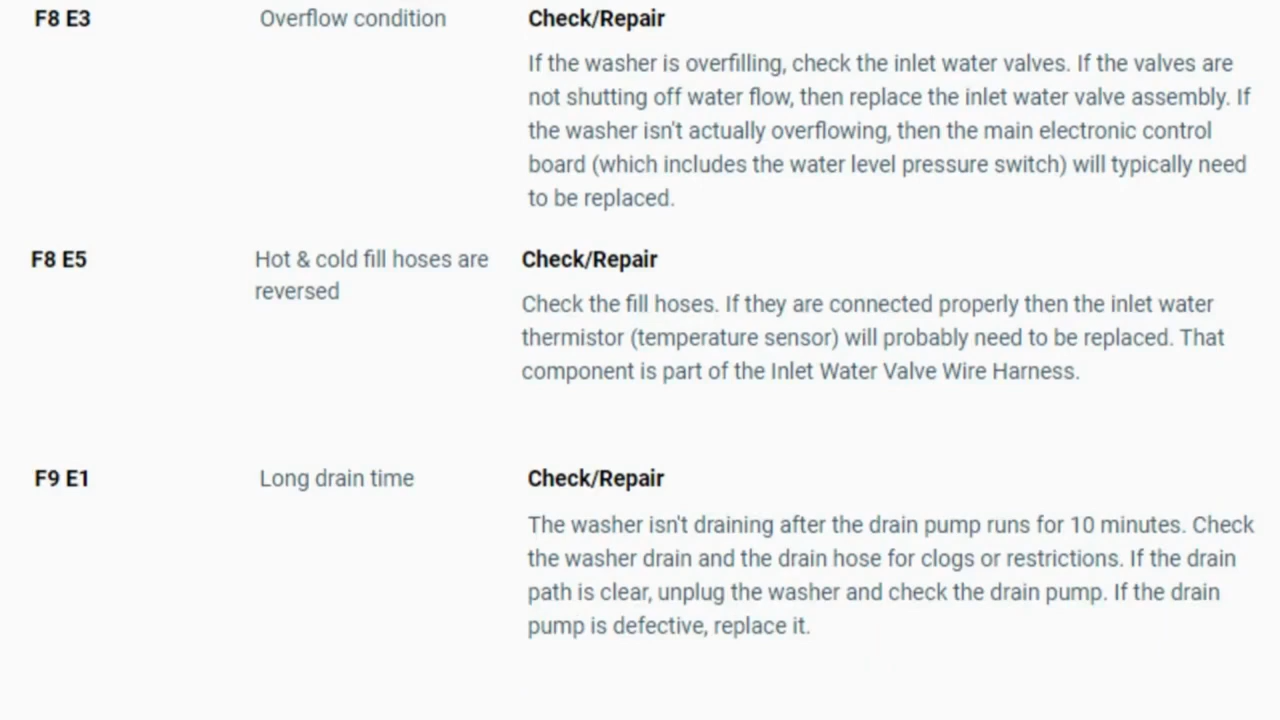 F8 E3 Overflow condition Check/Repair
If the washer is overfilling, check the inlet water valves. If the valves are
not shutting off water flow, then replace the inlet water valve assembly. If
the washer isn't actually overflowing, then the main electronic control
board (which includes the water level pressure switch) will typically need
to be replaced.
F8 E5 Hot & cold fill hoses are Check/Repair
reversed
Check the fill hoses. If they are connected properly then the inlet water
thermistor (temperature sensor) will probably need to be replaced. That
component is part of the Inlet Water Valve Wire Harness.
F9 E1 Long drain time Check/Repair
The washer isn't draining after the drain pump runs for 10 minutes. Check
the washer drain and the drain hose for clogs or restrictions. If the drain
path is clear, unplug the washer and check the drain pump. If the drain
pump is defective, replace it.